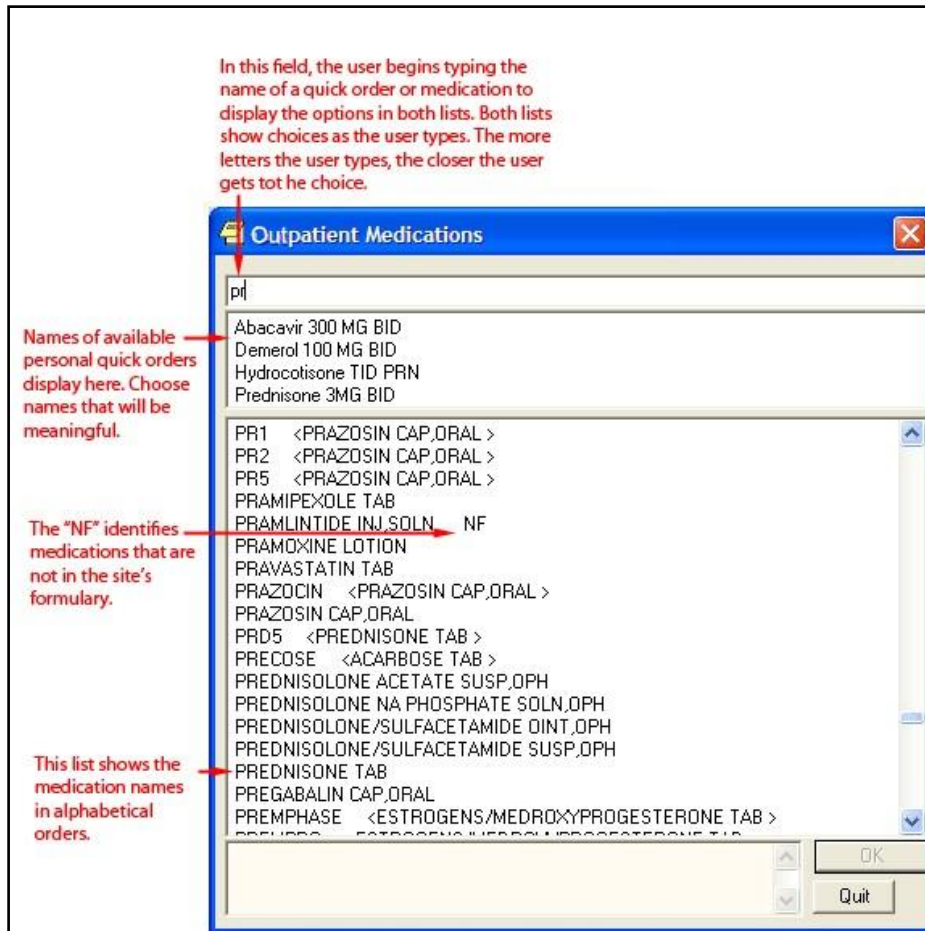 In this field, the user begins typing the
name of a quick order or medication to
display the options in both lists. Both lists
show choices as the user types. The more
letters the user types, the closer the user
gets tot he choice.
Outpatient Medications
pr
Names of available
personal quick orders
display here. Choose
names that will be
meaningful.
Abacavir 300 MG BID
Demerol 100 MG BID
Hydrocotisone TID PRN
Prednisone 3MG BID
The "NF" identifies
medications that are
not in the site's
formulary.
PR1 <PRAZOSIN CAP,ORAL >
PR2 <PRAZOSIN CAP,ORAL >
PR5 <PRAZOSIN CAP,ORAL >
PRAMIPEXOLE TAB
PRAMLINTIDE INJ,SOLN NF
PRAMOXINE LOTION
PRAVASTATIN TAB
PRAZOCIN <PRAZOSIN CAP,ORAL >
PRAZOSIN CAP,ORAL
PRD5 <PREDNISONE TAB >
PRECOSE <ACARBOSE TAB >
PREDNISOLONE ACETATE SUSP,OPH
PREDNISOLONE NA PHOSPHATE SOLN,OPH
PREDNISOLONE/SULFACETAMIDE OINT,OPH
PREDNISOLONE/SULFACETAMIDE SUSP,OPH
PREDNISONE TAB
PREGABALIN CAP,ORAL
PREMPHASE <ESTROGENS/MEDROXYPROGESTERONE TAB >
This list shows the
medication names
in alphabetical
orders.
OK
Quit